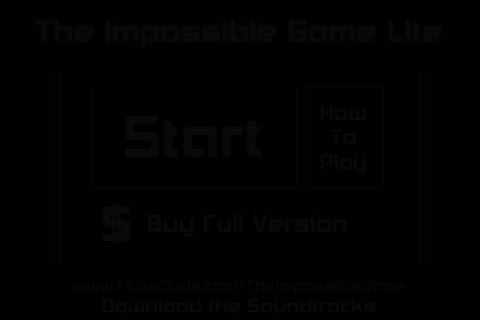 The Impossible Game Lite
Start
How
To
Play
$ Buy Full Version
www.FlukeDude.com/TheImpossibleGame
Download the Soundtracks